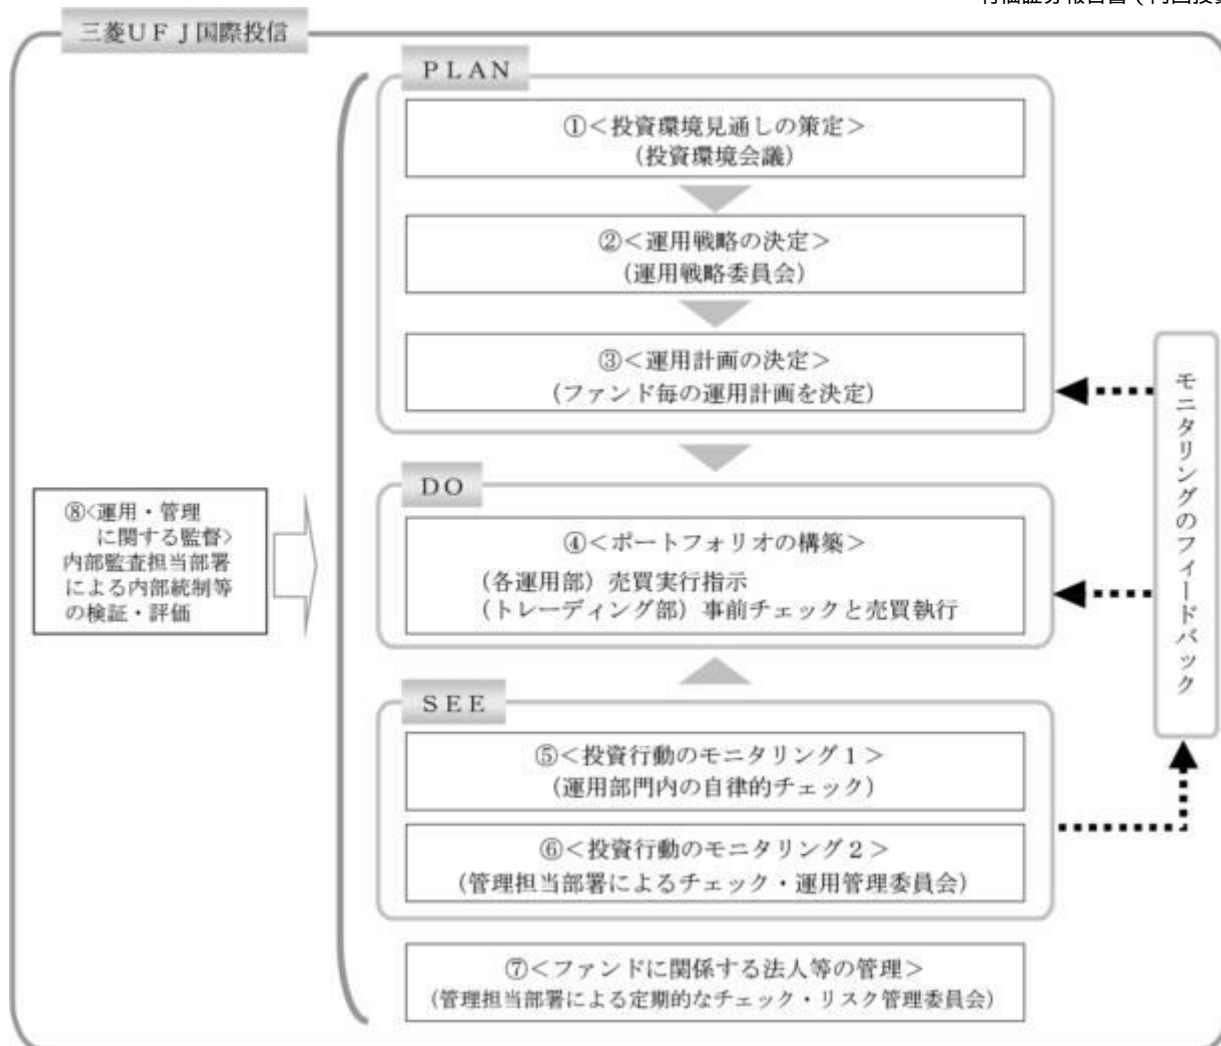 三菱ＵＦＪ国際投信
ＰＬＡＮ
①＜投資環境見通しの策定＞
（投資環境会議）
②＜運用戦略の決定＞
（運用戦略委員会）
③＜運用計画の決定＞
（ファンド毎の運用計画を決定）
ＤＯ
④＜ポートフォリオの構築＞
（各運用部）売買実行指示
（トレーディング部）事前チェックと売買執行
ＳＥＥ
⑤＜投資行動のモニタリング１＞
（運用部門内の自律的チェック）
⑥＜投資行動のモニタリング２＞
（管理担当部署によるチェック・運用管理委員会）
⑦＜ファンドに関係する法人等の管理＞
（管理担当部署による定期的なチェック・リスク管理委員会）
⑧＜運用・管理
に関する監督＞
内部監査担当部署
による内部統制等
の検証・評価
モニタリングのフィードバック